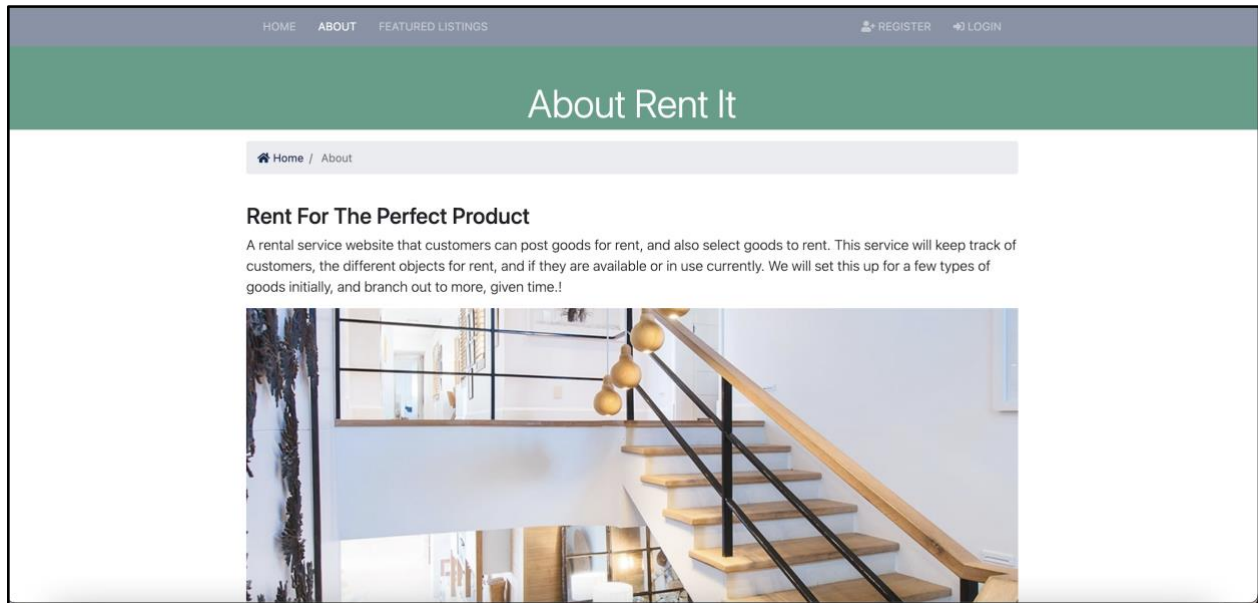 HOME ABOUT FEATURED LISTINGS REGISTER LOGIN
About Rent It
Home / About
Rent For The Perfect Product
A rental service website that customers can post goods for rent, and also select goods to rent. This service will keep track of
customers, the different objects for rent, and if they are available or in use currently. We will set this up for a few types of
goods initially, and branch out to more, given time.!